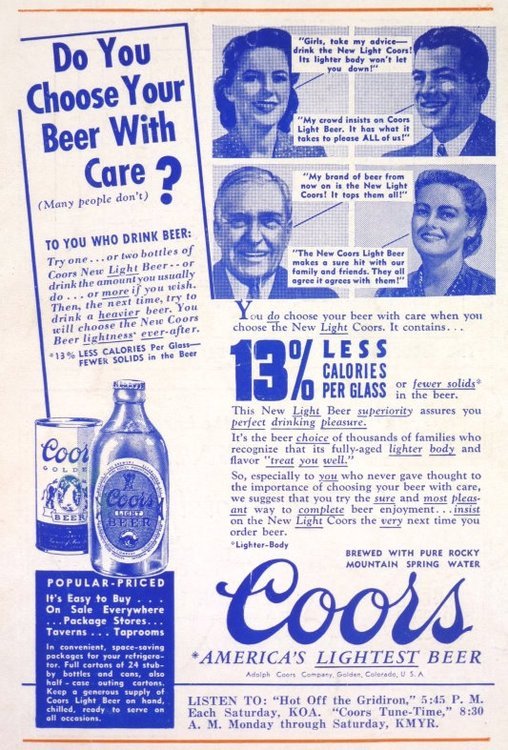 Do You
Choose Your
Beer With
Care?
(Many people don't)
TO YOU WHO DRINK BEER:
Try one . . . or two bottles of
Coors New Light Beer -- or
drink the amount you usually
do . . . or more if you wish.
Then, the next time, try to
drink a heavier beer. You
will choose the New Coors
Beer lightness* ever-after.
*13% LESS CALORIES Per Glass—
FEWER SOLIDS in the Beer
"Girls, take my advice—
drink the New Light Coors!
Its lighter body won't let
you down!"
"My crowd insists on Coors
Light Beer. It has what it
takes to please ALL of us!"
"My brand of beer from
now on is the New Light
Coors! It tops them all!"
"The New Coors Light Beer
makes a sure hit with our
family and friends. They all
agree it agrees with them!"
You do choose your beer with care when you
choose the New Light Coors. It contains . . .
13% LESS
CALORIES
PER GLASS
or fewer solids*
in the beer.
This New Light Beer superiority assures you
perfect drinking pleasure.
It's the beer choice of thousands of families who
recognize that its fully-aged lighter body and
flavor "treat you well."
So, especially to you who never gave thought to
the importance of choosing your beer with care,
we suggest that you try the sure and most pleas-
ant way to complete beer enjoyment . . . insist
on the New Light Coors the very next time you
order beer.
*Lighter-Body
Coors
GOLDEN
BEER
Coors
LIGHT
BEER
POPULAR-PRICED
It's Easy to Buy . . .
On Sale Everywhere
. . . Package Stores . . .
Taverns . . . Taprooms
In convenient, space-saving
packages for your refrigera-
tor. Full cartons of 24 stub-
by bottles and cans, also
half-case outing cartons.
Keep a generous supply of
Coors Light Beer on hand,
chilled, ready to serve on
all occasions.
BREWED WITH PURE ROCKY
MOUNTAIN SPRING WATER
Coors
*AMERICA'S LIGHTEST BEER
Adolph Coors Company, Golden, Colorado, U. S. A.
LISTEN TO: "Hot Off the Gridiron," 5:45 P. M.
Each Saturday, KOA. "Coors Tune-Time," 8:30
A. M. Monday through Saturday, KMYR.